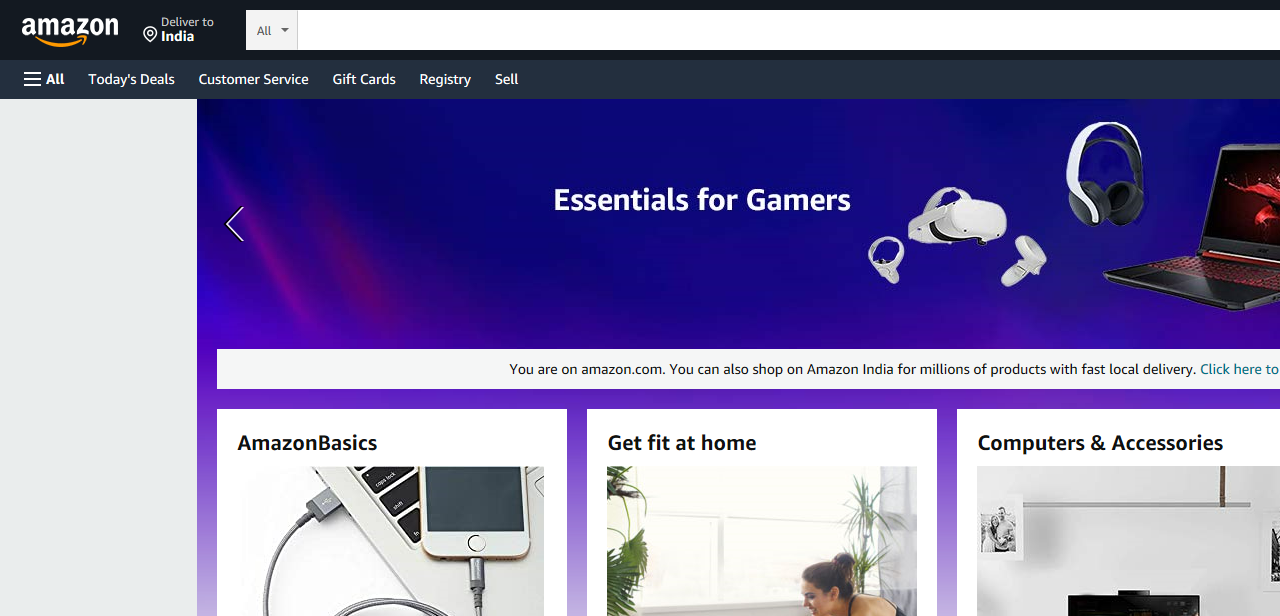 amazon
Deliver to
India
All
All Today's Deals Customer Service Gift Cards Registry Sell
Essentials for Gamers
You are on amazon.com. You can also shop on Amazon India for millions of products with fast local delivery. Click here to
AmazonBasics
Get fit at home
Computers & Accessories
caps lock
shift